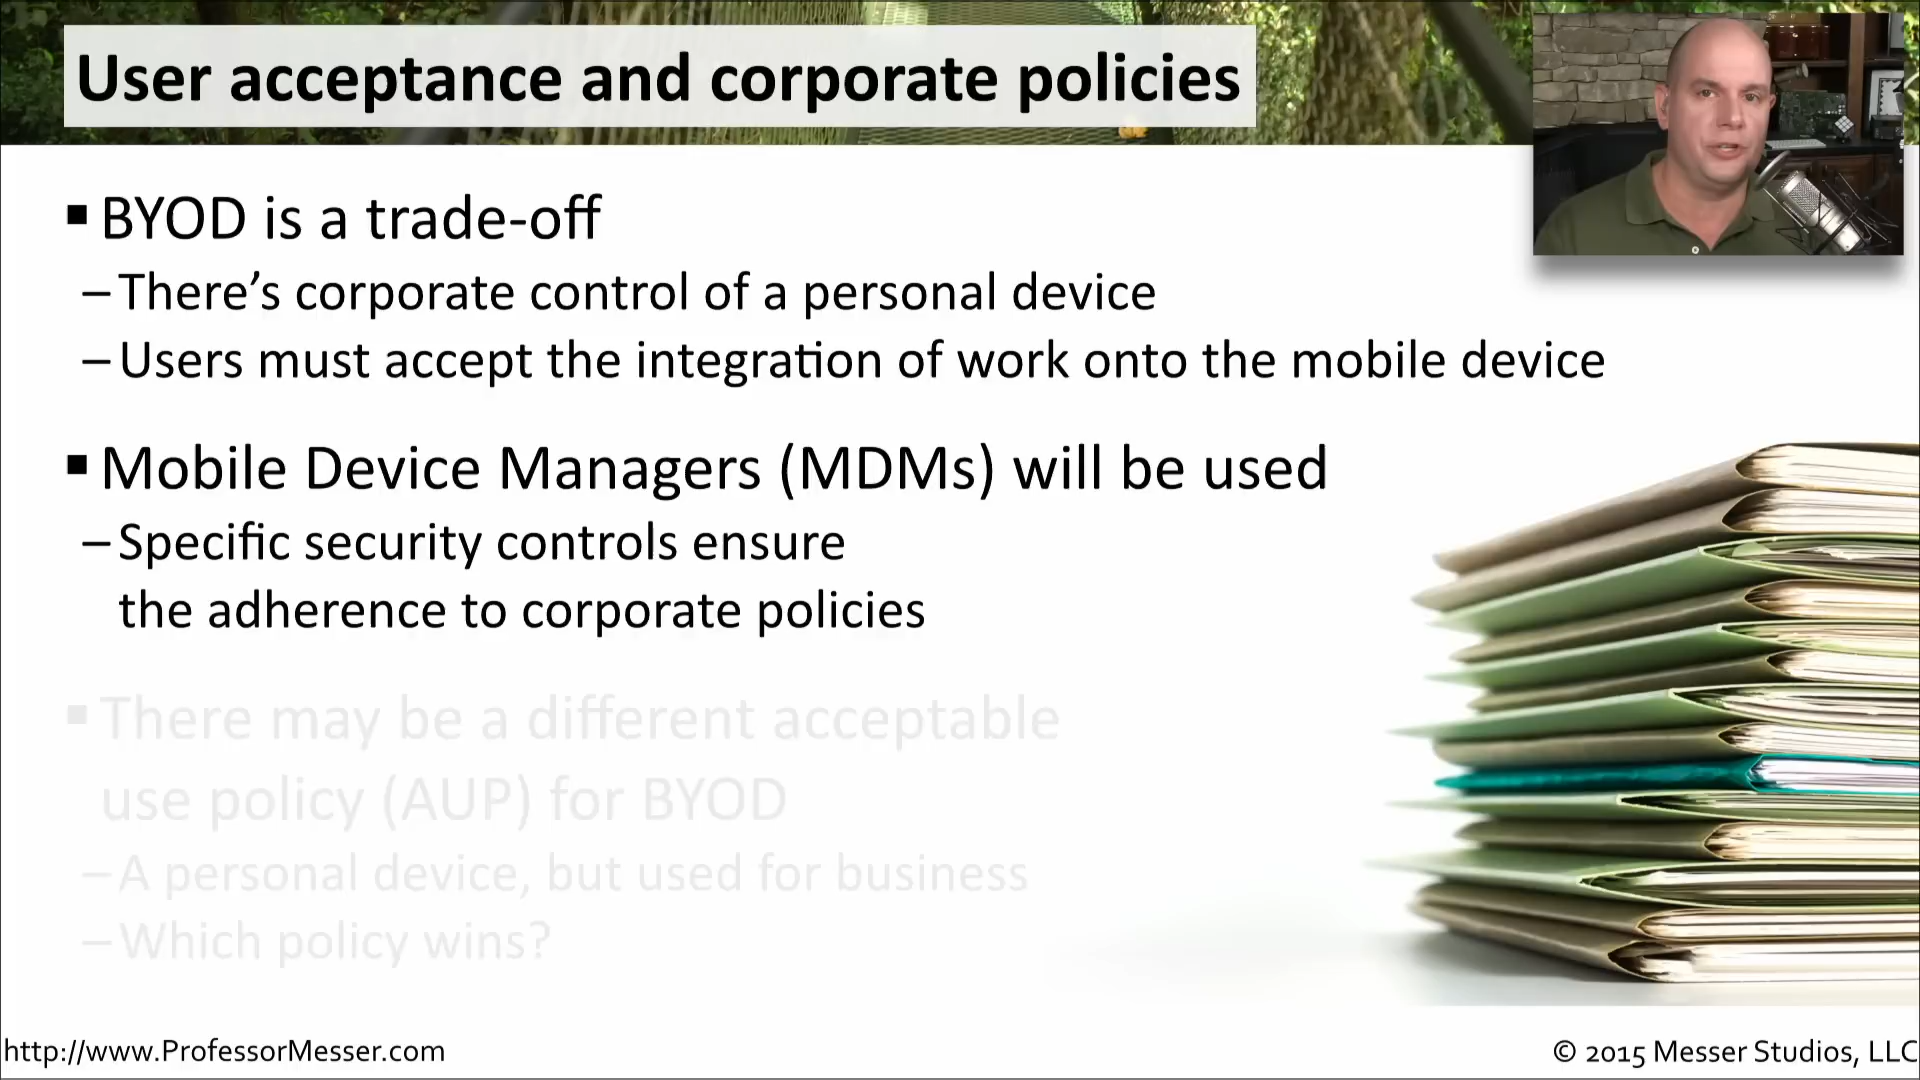 User acceptance and corporate policies
▪ BYOD is a trade-off
– There's corporate control of a personal device
– Users must accept the integration of work onto the mobile device
▪ Mobile Device Managers (MDMs) will be used
– Specific security controls ensure
the adherence to corporate policies
▪ There may be a different acceptable
use policy (AUP) for BYOD
– A personal device, but used for business
– Which policy wins?
http://www.ProfessorMesser.com
© 2015 Messer Studios, LLC